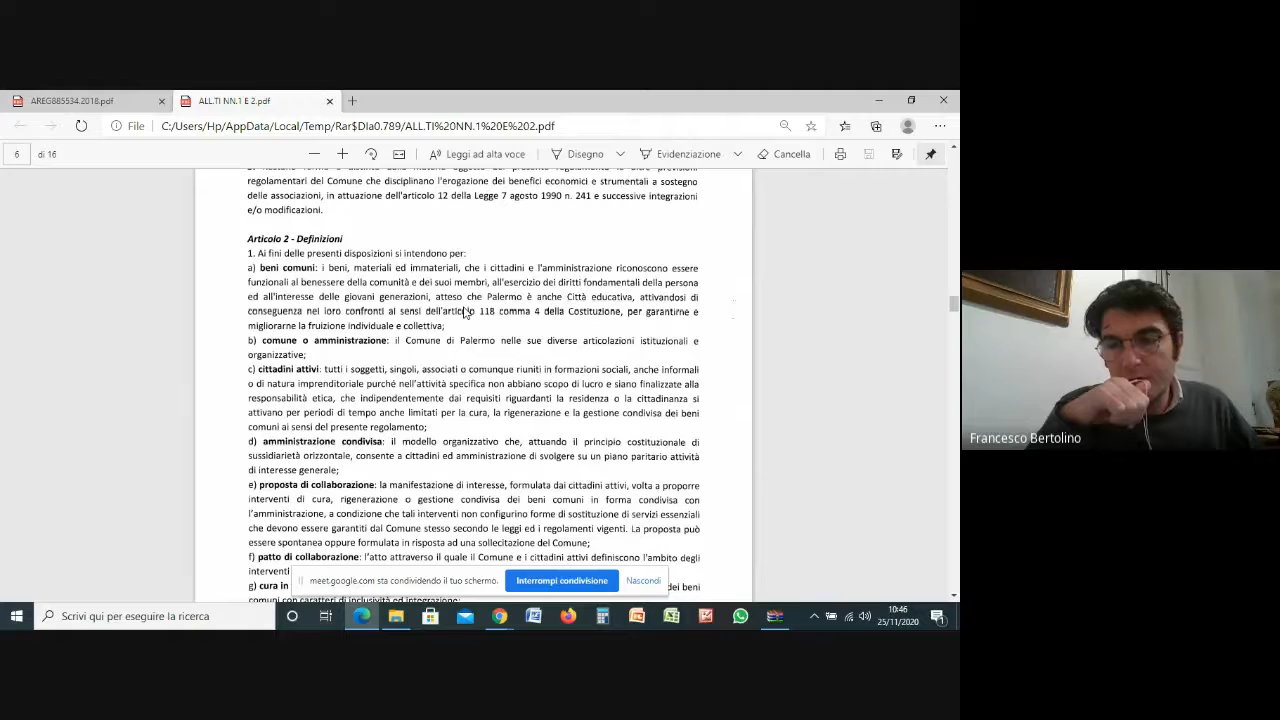 AREG885534.2018.pdf
ALL.TI NN.1 E 2.pdf
File
C:/Users/Hp/AppData/Local/Temp/Rar$DIa0.789/ALL.TI%20NN.1%20E%202.pdf
6 di 16
Leggi ad alta voce
Disegno
Evidenziazione
Cancella
regolamentari del Comune che disciplinano l'erogazione dei benefici economici e strumentali a sostegno
delle associazioni, in attuazione dell'articolo 12 della Legge 7 agosto 1990 n. 241 e successive integrazioni
e/o modificazioni.
Articolo 2 - Definizioni
1. Ai fini delle presenti disposizioni si intendono per:
a) beni comuni: i beni, materiali ed immateriali, che i cittadini e l'amministrazione riconoscono essere
funzionali al benessere della comunità e dei suoi membri, all'esercizio dei diritti fondamentali della persona
ed all'interesse delle giovani generazioni, atteso che Palermo è anche Città educativa, attivandosi di
conseguenza nei loro confronti ai sensi dell'articolo 118 comma 4 della Costituzione, per garantirne e
migliorarne la fruizione individuale e collettiva;
b) comune o amministrazione: il Comune di Palermo nelle sue diverse articolazioni istituzionali e
organizzative;
c) cittadini attivi: tutti i soggetti, singoli, associati o comunque riuniti in formazioni sociali, anche informali
o di natura imprenditoriale purché nell'attività specifica non abbiano scopo di lucro e siano finalizzate alla
responsabilità etica, che indipendentemente dai requisiti riguardanti la residenza o la cittadinanza si
attivano per periodi di tempo anche limitati per la cura, la rigenerazione e la gestione condivisa dei beni
comuni ai sensi del presente regolamento;
d) amministrazione condivisa: il modello organizzativo che, attuando il principio costituzionale di
sussidiarietà orizzontale, consente a cittadini ed amministrazione di svolgere su un piano paritario attività
di interesse generale;
e) proposta di collaborazione: la manifestazione di interesse, formulata dai cittadini attivi, volta a proporre
interventi di cura, rigenerazione o gestione condivisa dei beni comuni in forma condivisa con
l'amministrazione, a condizione che tali interventi non configurino forme di sostituzione di servizi essenziali
che devono essere garantiti dal Comune stesso secondo le leggi ed i regolamenti vigenti. La proposta può
essere spontanea oppure formulata in risposta ad una sollecitazione del Comune;
f) patto di collaborazione: l'atto attraverso il quale il Comune e i cittadini attivi definiscono l'ambito degli
interventi
g) cura in dei beni
comuni con caratteri di inclusività ed integrazione;
meet.google.com sta condividendo il tuo schermo.
Interrompi condivisione
Nascondi
Scrivi qui per eseguire la ricerca
10:46
25/11/2020
Francesco Bertolino